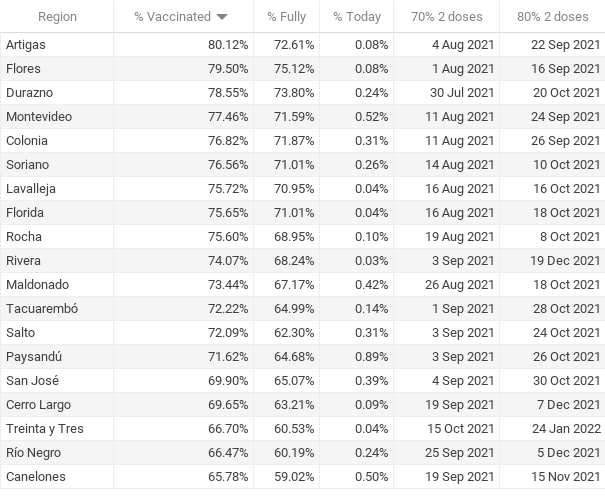 Region % Vaccinated % Fully % Today 70% 2 doses 80% 2 doses
Artigas 80.12% 72.61% 0.08% 4 Aug 2021 22 Sep 2021
Flores 79.50% 75.12% 0.08% 1 Aug 2021 16 Sep 2021
Durazno 78.55% 73.80% 0.24% 30 Jul 2021 20 Oct 2021
Montevideo 77.46% 71.59% 0.52% 11 Aug 2021 24 Sep 2021
Colonia 76.82% 71.87% 0.31% 11 Aug 2021 26 Sep 2021
Soriano 76.56% 71.01% 0.26% 14 Aug 2021 10 Oct 2021
Lavalleja 75.72% 70.95% 0.04% 16 Aug 2021 16 Oct 2021
Florida 75.65% 71.01% 0.04% 16 Aug 2021 18 Oct 2021
Rocha 75.60% 68.95% 0.10% 19 Aug 2021 8 Oct 2021
Rivera 74.07% 68.24% 0.03% 3 Sep 2021 19 Dec 2021
Maldonado 73.44% 67.17% 0.42% 26 Aug 2021 18 Oct 2021
Tacuarembó 72.22% 64.99% 0.14% 1 Sep 2021 28 Oct 2021
Salto 72.09% 62.30% 0.31% 3 Sep 2021 24 Oct 2021
Paysandú 71.62% 64.68% 0.89% 3 Sep 2021 26 Oct 2021
San José 69.90% 65.07% 0.39% 4 Sep 2021 30 Oct 2021
Cerro Largo 69.65% 63.21% 0.09% 19 Sep 2021 7 Dec 2021
Treinta y Tres 66.70% 60.53% 0.04% 15 Oct 2021 24 Jan 2022
Río Negro 66.47% 60.19% 0.24% 25 Sep 2021 5 Dec 2021
Canelones 65.78% 59.02% 0.50% 19 Sep 2021 15 Nov 2021